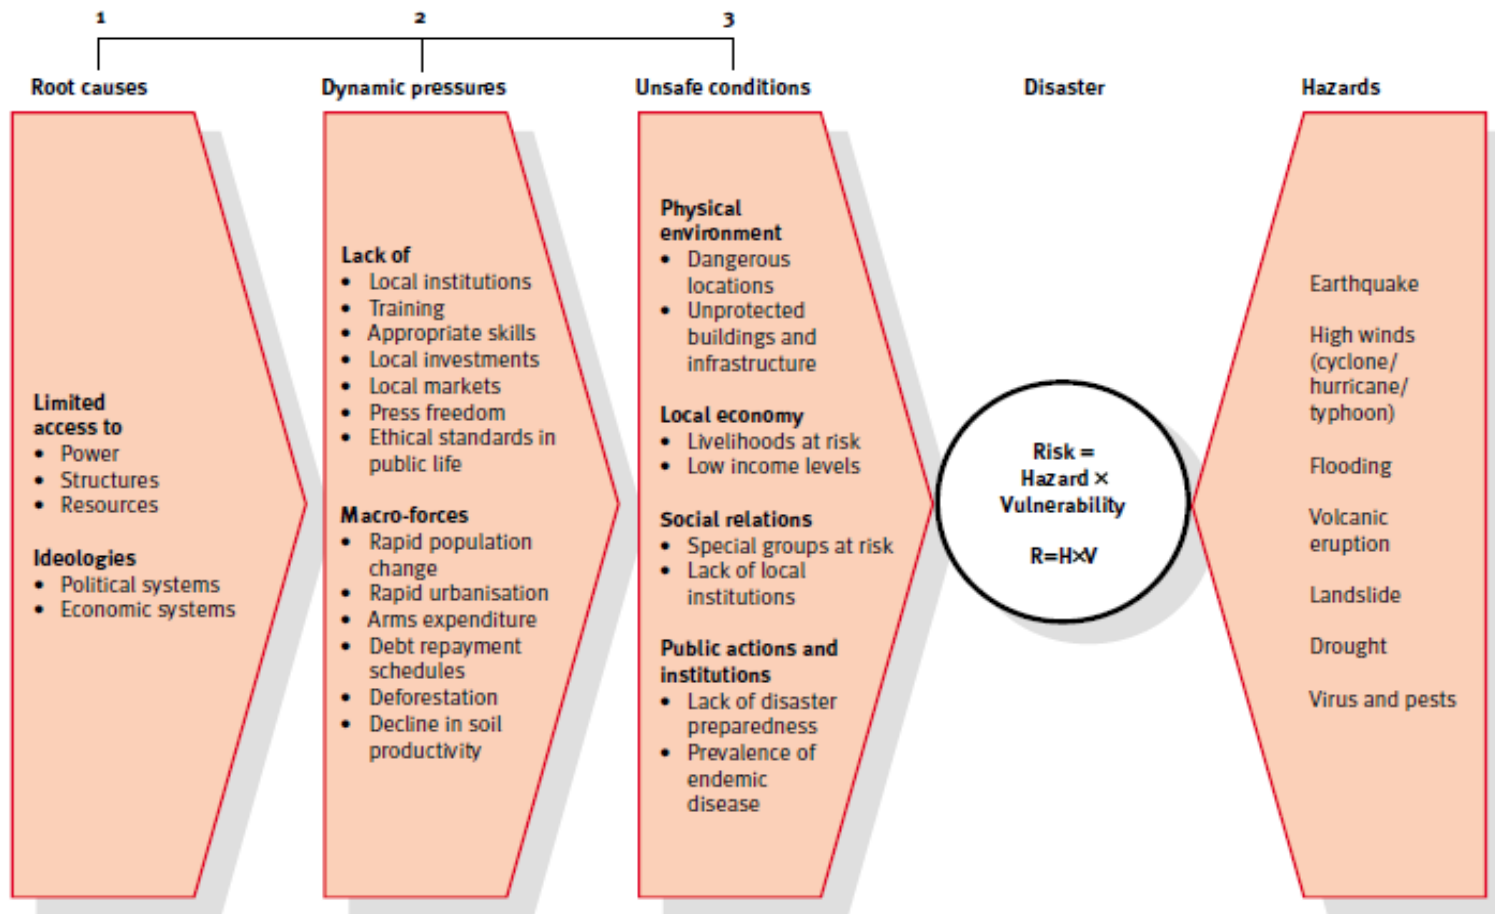 1
2
3
Root causes
Dynamic pressures
Unsafe conditions
Disaster
Hazards
Limited
access to
• Power
• Structures
• Resources
Ideologies
• Political systems
• Economic systems
Lack of
• Local institutions
• Training
• Appropriate skills
• Local investments
• Local markets
• Press freedom
• Ethical standards in
public life
Macro-forces
• Rapid population
change
• Rapid urbanisation
• Arms expenditure
• Debt repayment
schedules
• Deforestation
• Decline in soil
productivity
Physical
environment
• Dangerous
locations
• Unprotected
buildings and
infrastructure
Local economy
• Livelihoods at risk
• Low income levels
Social relations
• Special groups at risk
• Lack of local
institutions
Public actions and
institutions
• Lack of disaster
preparedness
• Prevalence of
endemic
disease
Risk =
Hazard ×
Vulnerability
R=H×V
Earthquake
High winds
(cyclone/
hurricane/
typhoon)
Flooding
Volcanic
eruption
Landslide
Drought
Virus and pests